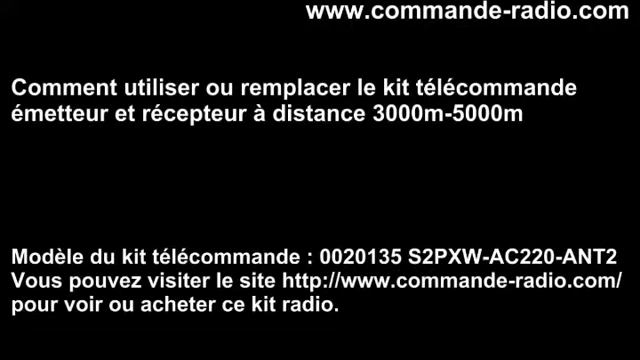 www.commande-radio.com
Comment utiliser ou remplacer le kit télécommande
émetteur et récepteur à distance 3000m-5000m
Modèle du kit télécommande : 0020135 S2PXW-AC220-ANT2
Vous pouvez visiter le site http://www.commande-radio.com/
pour voir ou acheter ce kit radio.